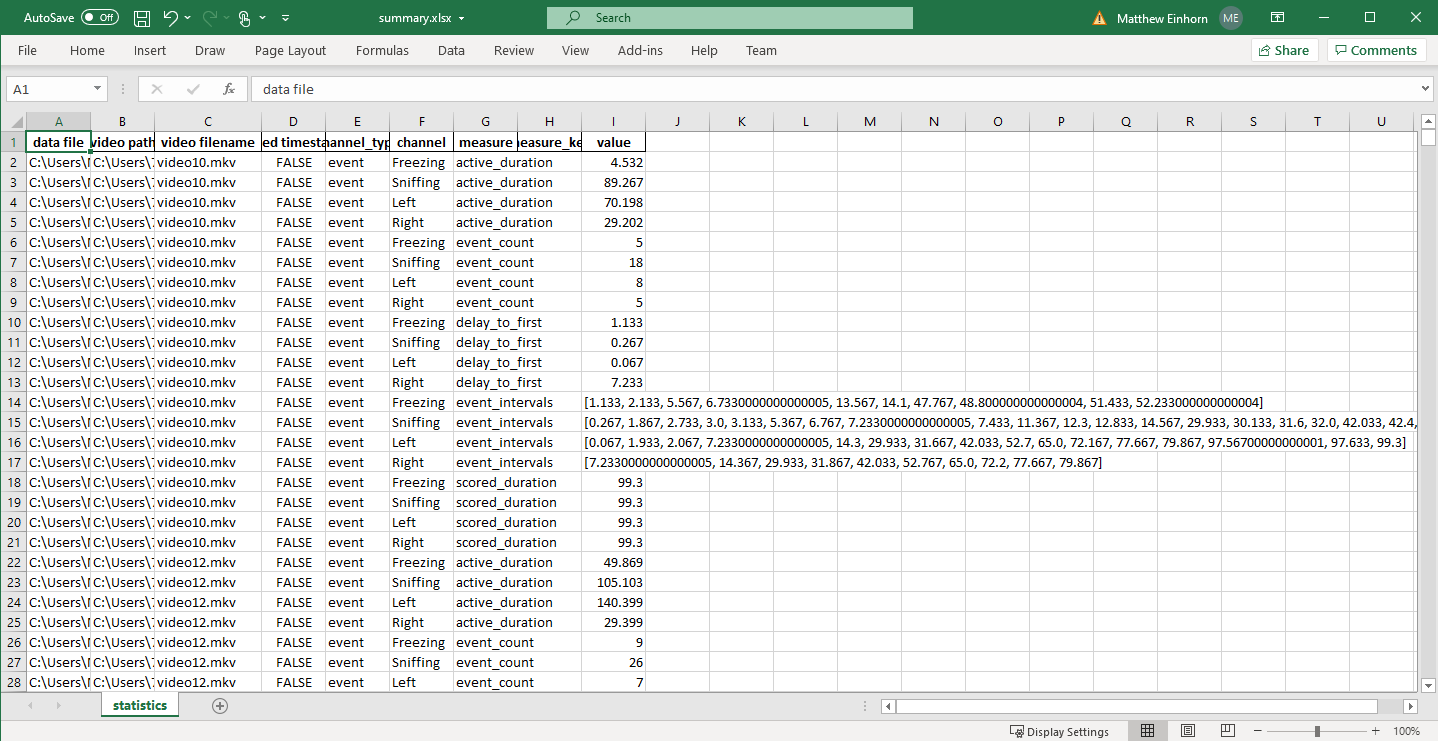 AutoSave Off summary.xlsx Search Matthew Einhorn ME
File Home Insert Draw Page Layout Formulas Data Review View Add-ins Help Team Share Comments
A1 fx data file
A B C D E F G H I J K L M N O P Q R S T U
1 data file video path video filename ed timesta hannel_typ channel measure neasure_ke value
2 C:\Users\ C:\Users\ video10.mkv FALSE event Freezing active_duration 4.532
3 C:\Users\ C:\Users\ video10.mkv FALSE event Sniffing active_duration 89.267
4 C:\Users\ C:\Users\ video10.mkv FALSE event Left active_duration 70.198
5 C:\Users\ C:\Users\ video10.mkv FALSE event Right active_duration 29.202
6 C:\Users\ C:\Users\ video10.mkv FALSE event Freezing event_count 5
7 C:\Users\ C:\Users\ video10.mkv FALSE event Sniffing event_count 18
8 C:\Users\ C:\Users\ video10.mkv FALSE event Left event_count 8
9 C:\Users\ C:\Users\ video10.mkv FALSE event Right event_count 5
10 C:\Users\ C:\Users\ video10.mkv FALSE event Freezing delay_to_first 1.133
11 C:\Users\ C:\Users\ video10.mkv FALSE event Sniffing delay_to_first 0.267
12 C:\Users\ C:\Users\ video10.mkv FALSE event Left delay_to_first 0.067
13 C:\Users\ C:\Users\ video10.mkv FALSE event Right delay_to_first 7.233
14 C:\Users\ C:\Users\ video10.mkv FALSE event Freezing event_intervals [1.133, 2.133, 5.567, 6.7330000000000005, 13.567, 14.1, 47.767, 48.800000000000004, 51.433, 52.233000000000004]
15 C:\Users\ C:\Users\ video10.mkv FALSE event Sniffing event_intervals [0.267, 1.867, 2.733, 3.0, 3.133, 5.367, 6.767, 7.2330000000000005, 7.433, 11.367, 12.3, 12.833, 14.567, 29.933, 30.133, 31.6, 32.0, 42.033, 42.4,
16 C:\Users\ C:\Users\ video10.mkv FALSE event Left event_intervals [0.067, 1.933, 2.067, 7.2330000000000005, 14.3, 29.933, 31.667, 42.033, 52.7, 65.0, 72.167, 77.667, 79.867, 97.56700000000001, 97.633, 99.3]
17 C:\Users\ C:\Users\ video10.mkv FALSE event Right event_intervals [7.2330000000000005, 14.367, 29.933, 31.867, 42.033, 52.767, 65.0, 72.2, 77.667, 79.867]
18 C:\Users\ C:\Users\ video10.mkv FALSE event Freezing scored_duration 99.3
19 C:\Users\ C:\Users\ video10.mkv FALSE event Sniffing scored_duration 99.3
20 C:\Users\ C:\Users\ video10.mkv FALSE event Left scored_duration 99.3
21 C:\Users\ C:\Users\ video10.mkv FALSE event Right scored_duration 99.3
22 C:\Users\ C:\Users\ video12.mkv FALSE event Freezing active_duration 49.869
23 C:\Users\ C:\Users\ video12.mkv FALSE event Sniffing active_duration 105.103
24 C:\Users\ C:\Users\ video12.mkv FALSE event Left active_duration 140.399
25 C:\Users\ C:\Users\ video12.mkv FALSE event Right active_duration 29.399
26 C:\Users\ C:\Users\ video12.mkv FALSE event Freezing event_count 9
27 C:\Users\ C:\Users\ video12.mkv FALSE event Sniffing event_count 26
28 C:\Users\ C:\Users\ video12.mkv FALSE event Left event_count 7
statistics
Display Settings 100%